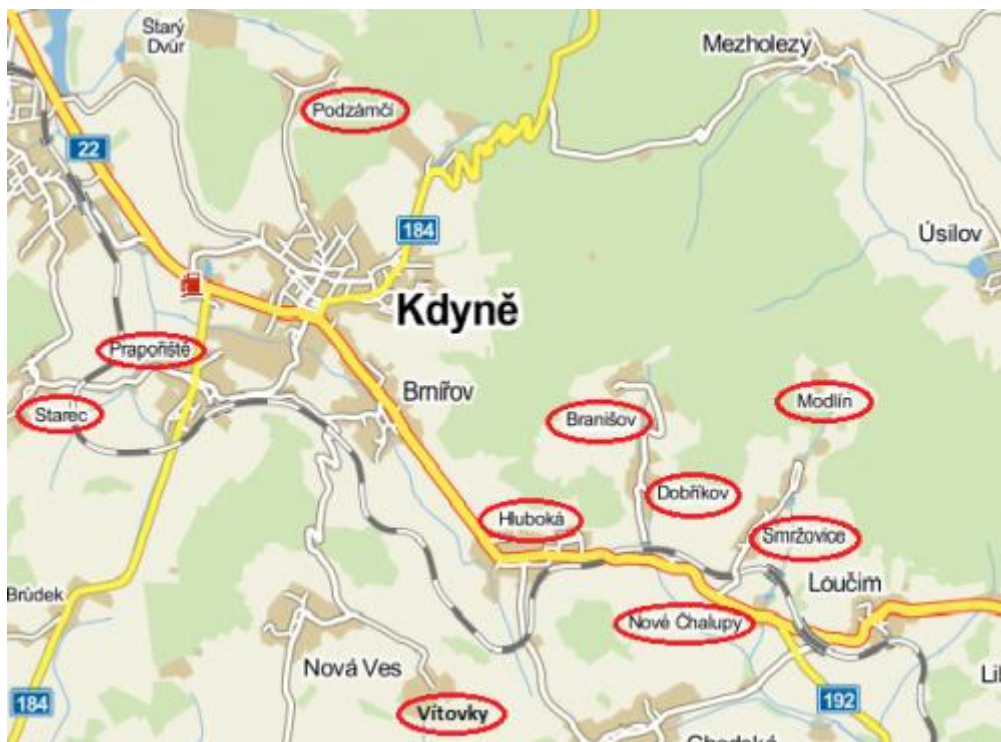 Starý
Dvůr
Mezholezy
Podzámčí
22
184
Úsilov
Kdyně
Prapořiště
Brnířov
Modlín
Starec
Branišov
Dobříkov
Hluboká
Smržovice
Loučim
Brůdek
Nové Chalupy
Nová Ves
184
Vítovky
192